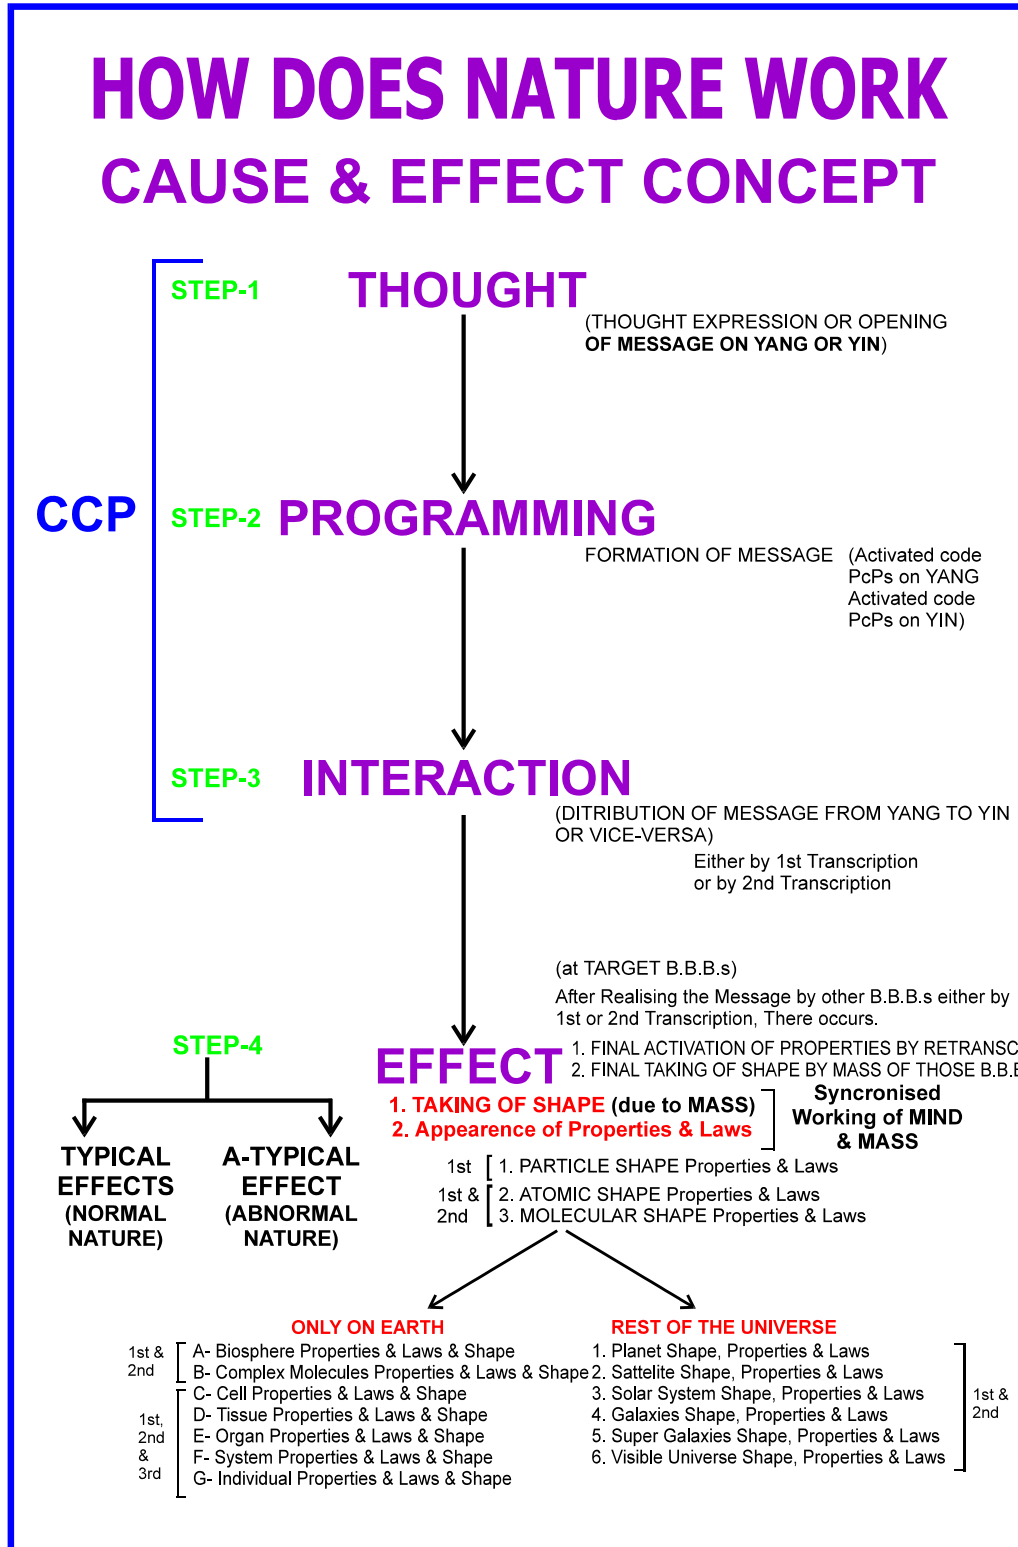 HOW DOES NATURE WORK
CAUSE & EFFECT CONCEPT
STEP-1
THOUGHT
(THOUGHT EXPRESSION OR OPENING
OF MESSAGE ON YANG OR YIN)
CCP
STEP-2
PROGRAMMING
FORMATION OF MESSAGE (Activated code
PcPs on YANG
Activated code
PcPs on YIN)
STEP-3
INTERACTION
(DITRIBUTION OF MESSAGE FROM YANG TO YIN
OR VICE-VERSA)
Either by 1st Transcription
or by 2nd Transcription
(at TARGET B.B.B.s)
After Realising the Message by other B.B.B.s either by
1st or 2nd Transcription, There occurs.
STEP-4
EFFECT
1. FINAL ACTIVATION OF PROPERTIES BY RETRANSC
2. FINAL TAKING OF SHAPE BY MASS OF THOSE B.B.B
1. TAKING OF SHAPE (due to MASS)
2. Appearence of Properties & Laws
Syncronised
Working of MIND
& MASS
TYPICAL
EFFECTS
(NORMAL
NATURE)
A-TYPICAL
EFFECT
(ABNORMAL
NATURE)
1st
1. PARTICLE SHAPE Properties & Laws
1st &
2nd
2. ATOMIC SHAPE Properties & Laws
3. MOLECULAR SHAPE Properties & Laws
ONLY ON EARTH
1st &
2nd
A- Biosphere Properties & Laws & Shape
B- Complex Molecules Properties & Laws & Shape
1st,
2nd
&
3rd
C- Cell Properties & Laws & Shape
D- Tissue Properties & Laws & Shape
E- Organ Properties & Laws & Shape
F- System Properties & Laws & Shape
G- Individual Properties & Laws & Shape
REST OF THE UNIVERSE
1. Planet Shape, Properties & Laws
2. Sattelite Shape, Properties & Laws
3. Solar System Shape, Properties & Laws
4. Galaxies Shape, Properties & Laws
5. Super Galaxies Shape, Properties & Laws
6. Visible Universe Shape, Properties & Laws
1st &
2nd